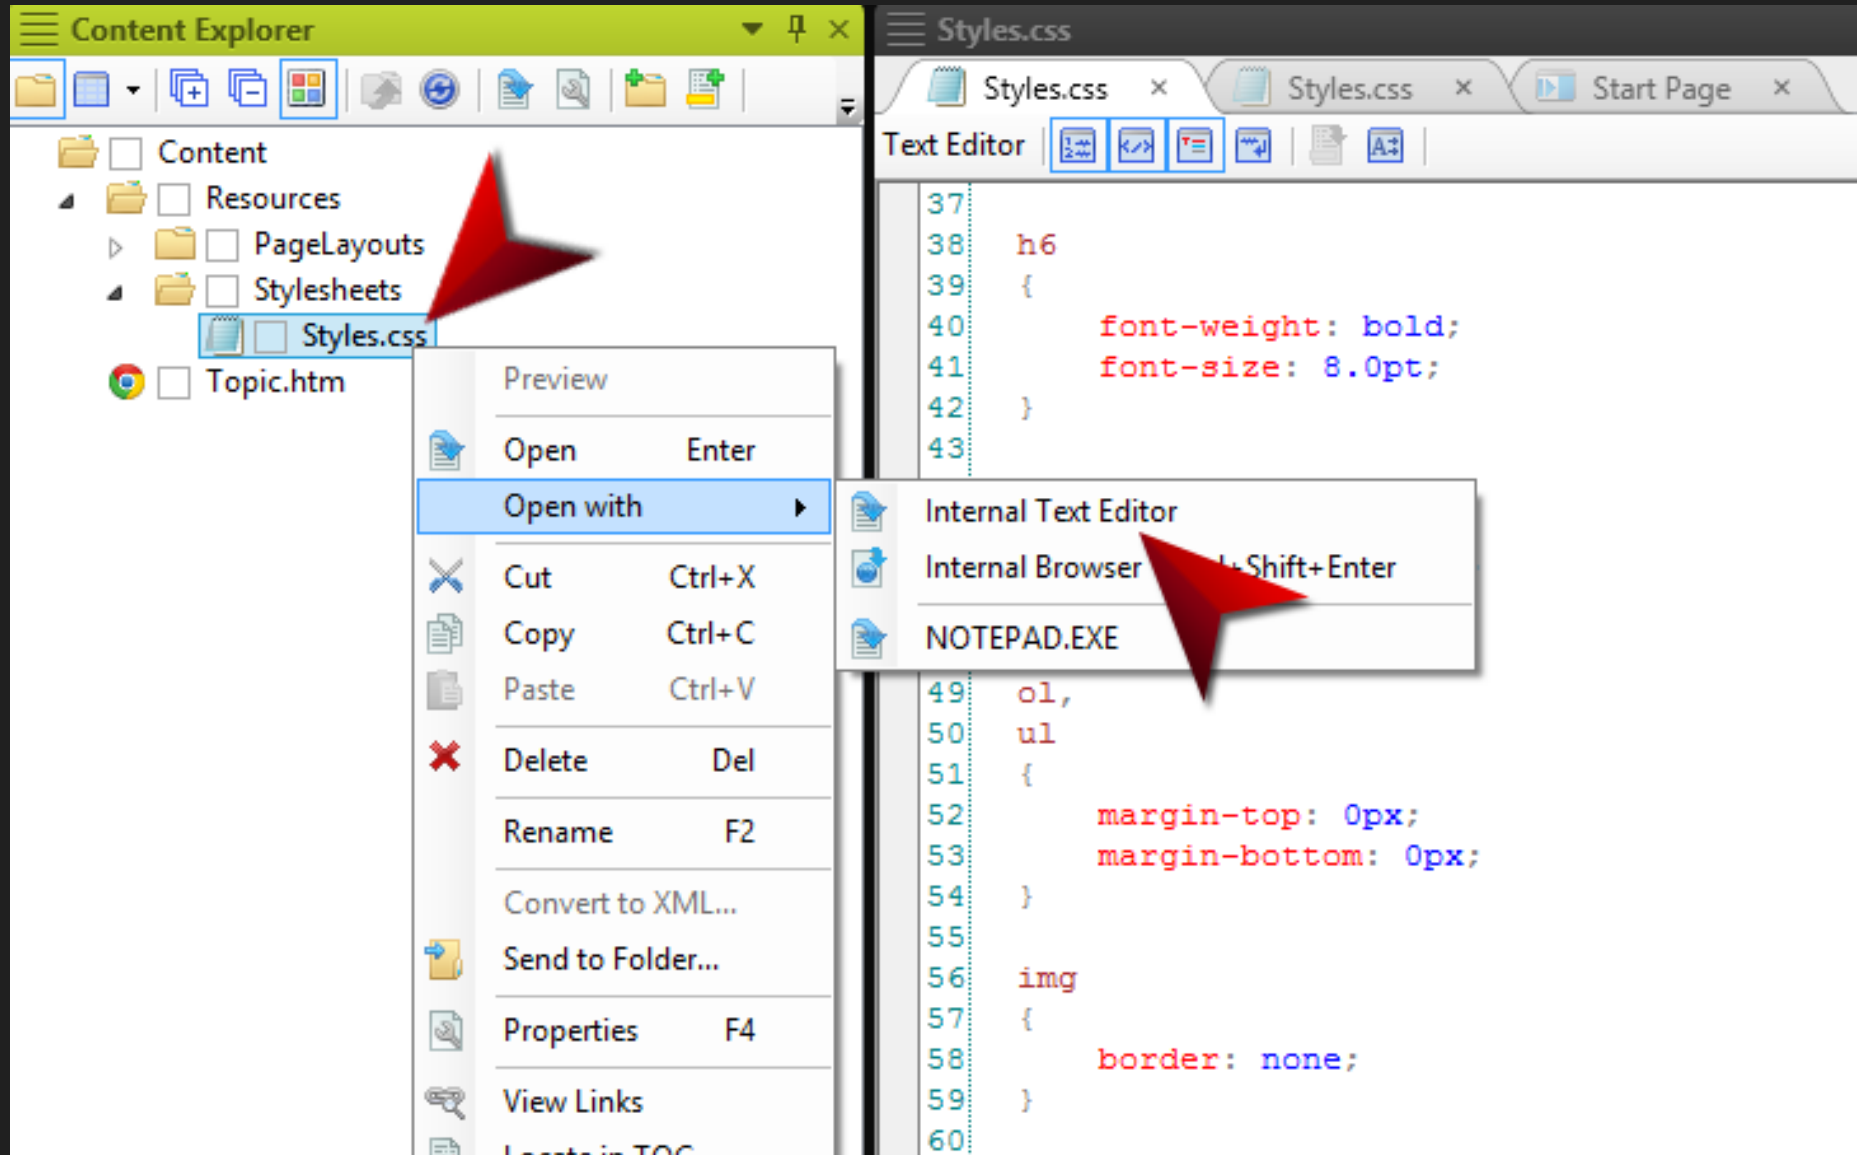 Content Explorer
Content
Resources
PageLayouts
Stylesheets
Styles.css
Topic.htm
Preview
Open Enter
Open with
Cut Ctrl+X
Copy Ctrl+C
Paste Ctrl+V
Delete Del
Rename F2
Convert to XML...
Send to Folder...
Properties F4
View Links
Locate in TOC
Internal Text Editor
Internal Browser +Shift+Enter
NOTEPAD.EXE
Styles.css
Styles.css Styles.css Start Page
Text Editor
37
38 h6
39 {
40 font-weight: bold;
41 font-size: 8.0pt;
42 }
43
49 ol,
50 ul
51 {
52 margin-top: 0px;
53 margin-bottom: 0px;
54 }
55
56 img
57 {
58 border: none;
59 }
60